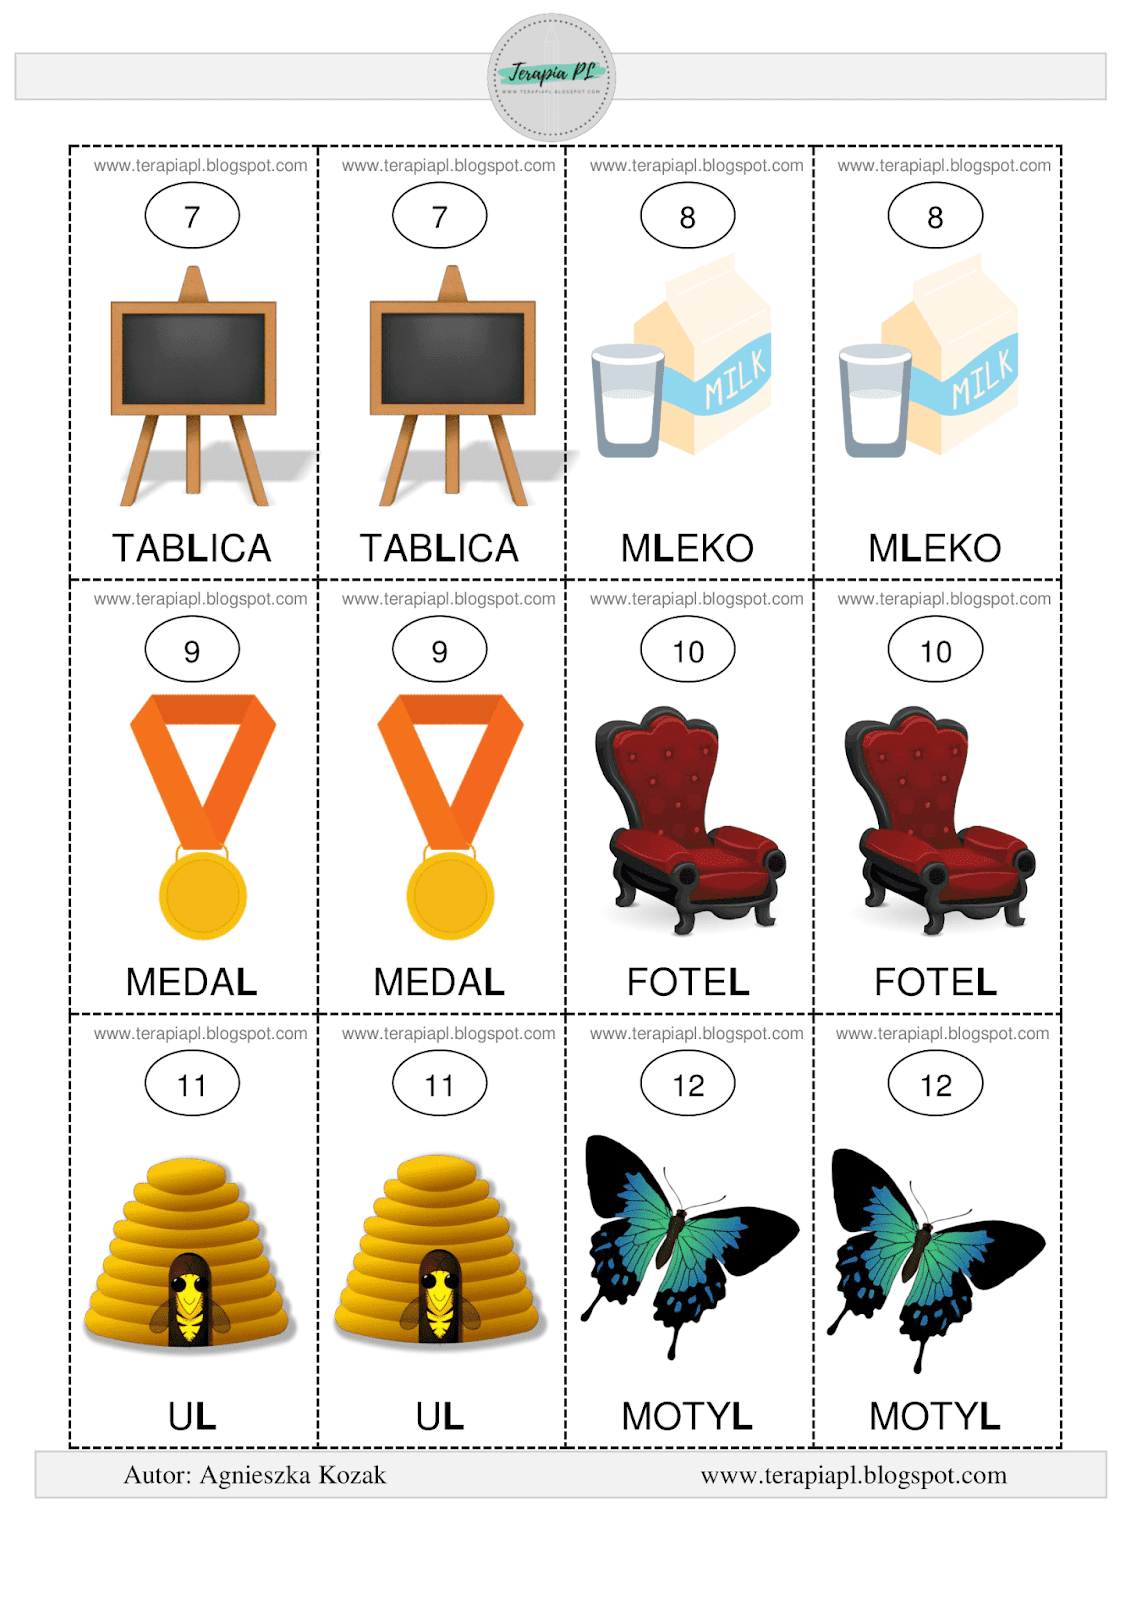 Terapia PL
WWW.TERAPIAPL.BLOGSPOT.COM
www.terapiapl.blogspot.com www.terapiapl.blogspot.com www.terapiapl.blogspot.com www.terapiapl.blogspot.com
7 7 8 8
MILK MILK
TABLICA TABLICA MLEKO MLEKO
www.terapiapl.blogspot.com www.terapiapl.blogspot.com www.terapiapl.blogspot.com www.terapiapl.blogspot.com
9 9 10 10
MEDAL MEDAL FOTEL FOTEL
www.terapiapl.blogspot.com www.terapiapl.blogspot.com www.terapiapl.blogspot.com www.terapiapl.blogspot.com
11 11 12 12
UL UL MOTYL MOTYL
Autor: Agnieszka Kozak www.terapiapl.blogspot.com